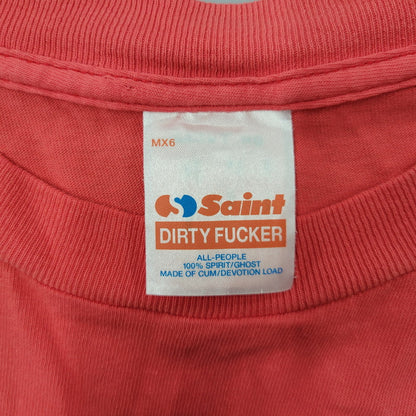 MX6
Saint
DIRTY FUCKER
ALL-PEOPLE
100% SPIRIT/GHOST
MADE OF CUM/DEVOTION LOAD